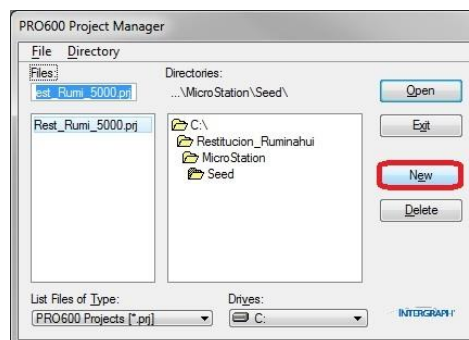 PRO600 Project Manager
File Directory
Files:
est_Rumi_5000.prj
Directories:
...\MicroStation\Seed\
Open
Rest_Rumi_5000.prj
C:\
Restitucion_Ruminahui
MicroStation
Seed
Exit
New
Delete
List Files of Type:
PRO600 Projects [*.prj]
Drives:
C:
INTERGRAPH